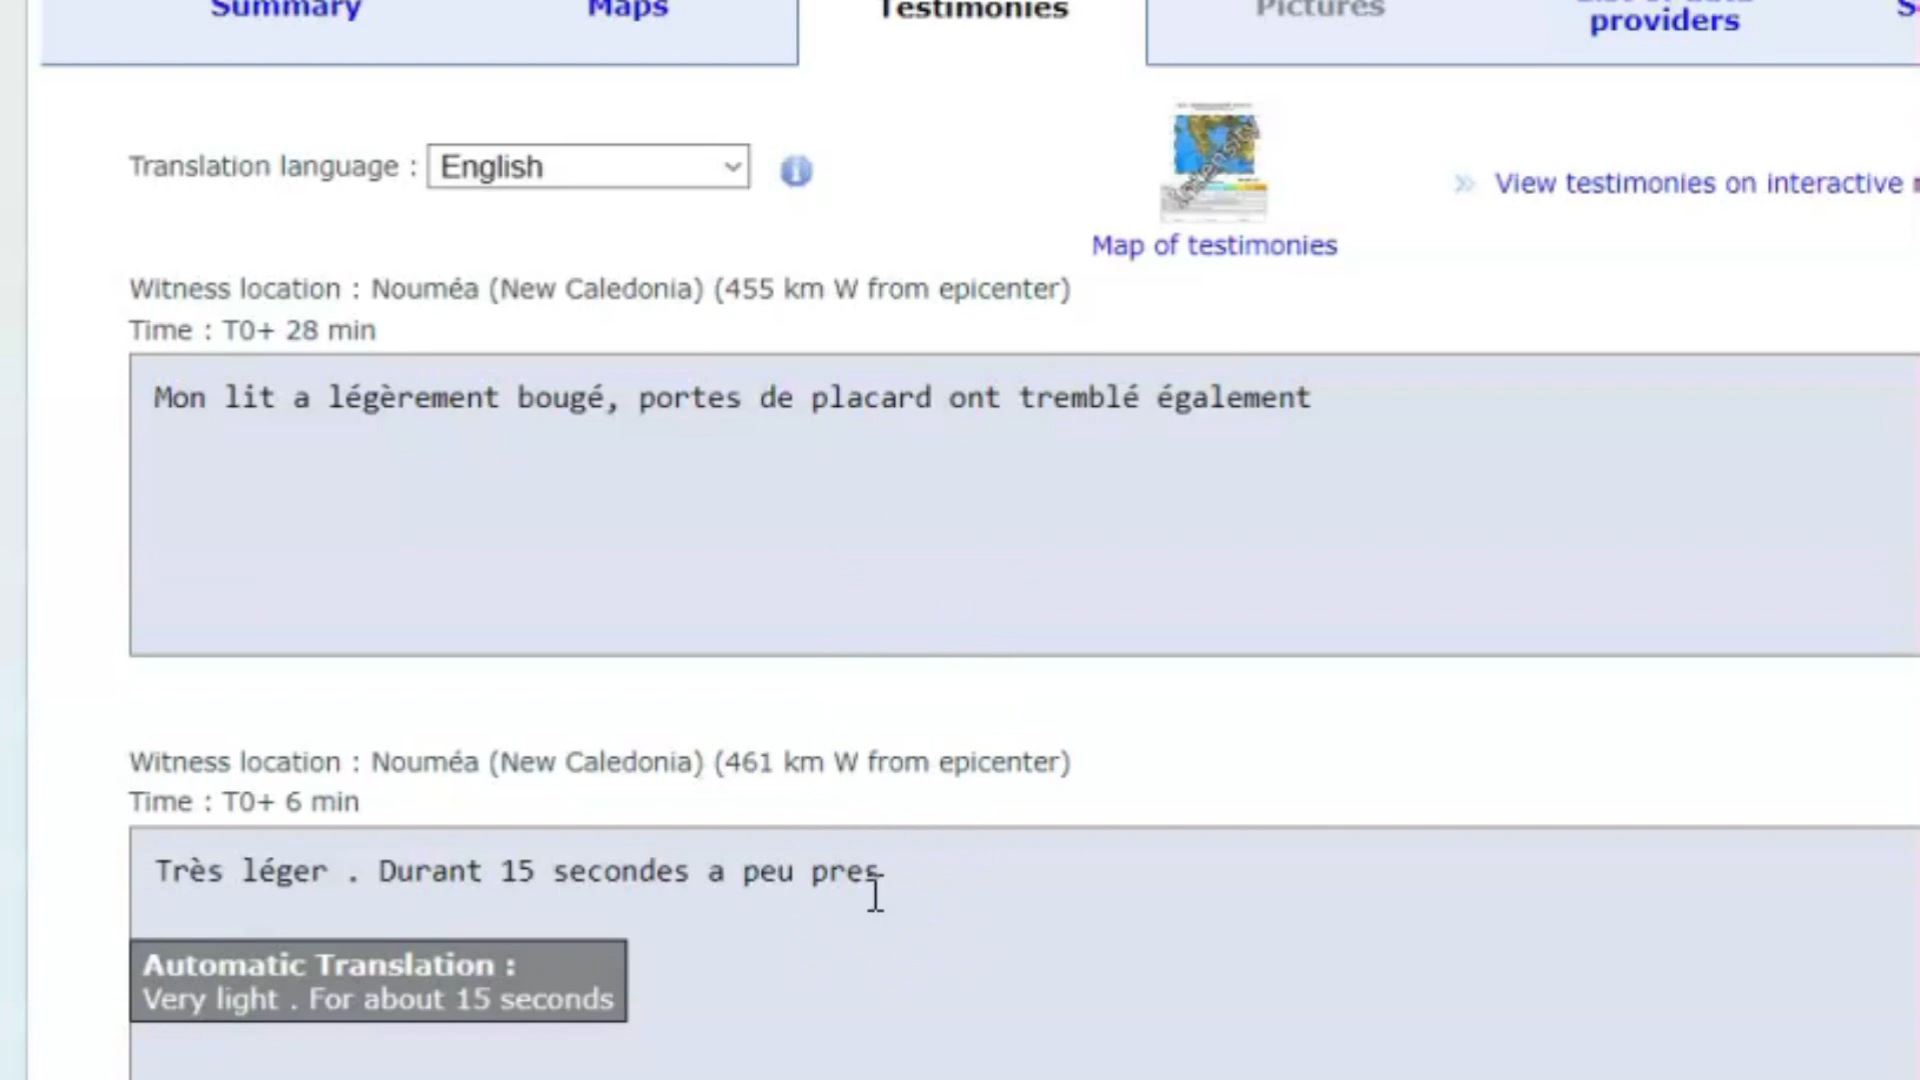 Summary Maps Testimonies Pictures
providers
Translation language : English
View testimonies on interactive
Map of testimonies
Witness location : Nouméa (New Caledonia) (455 km W from epicenter)
Time : T0+ 28 min
Mon lit a légèrement bougé, portes de placard ont tremblé également
Witness location : Nouméa (New Caledonia) (461 km W from epicenter)
Time : T0+ 6 min
Très léger . Durant 15 secondes a peu pres
Automatic Translation :
Very light . For about 15 seconds